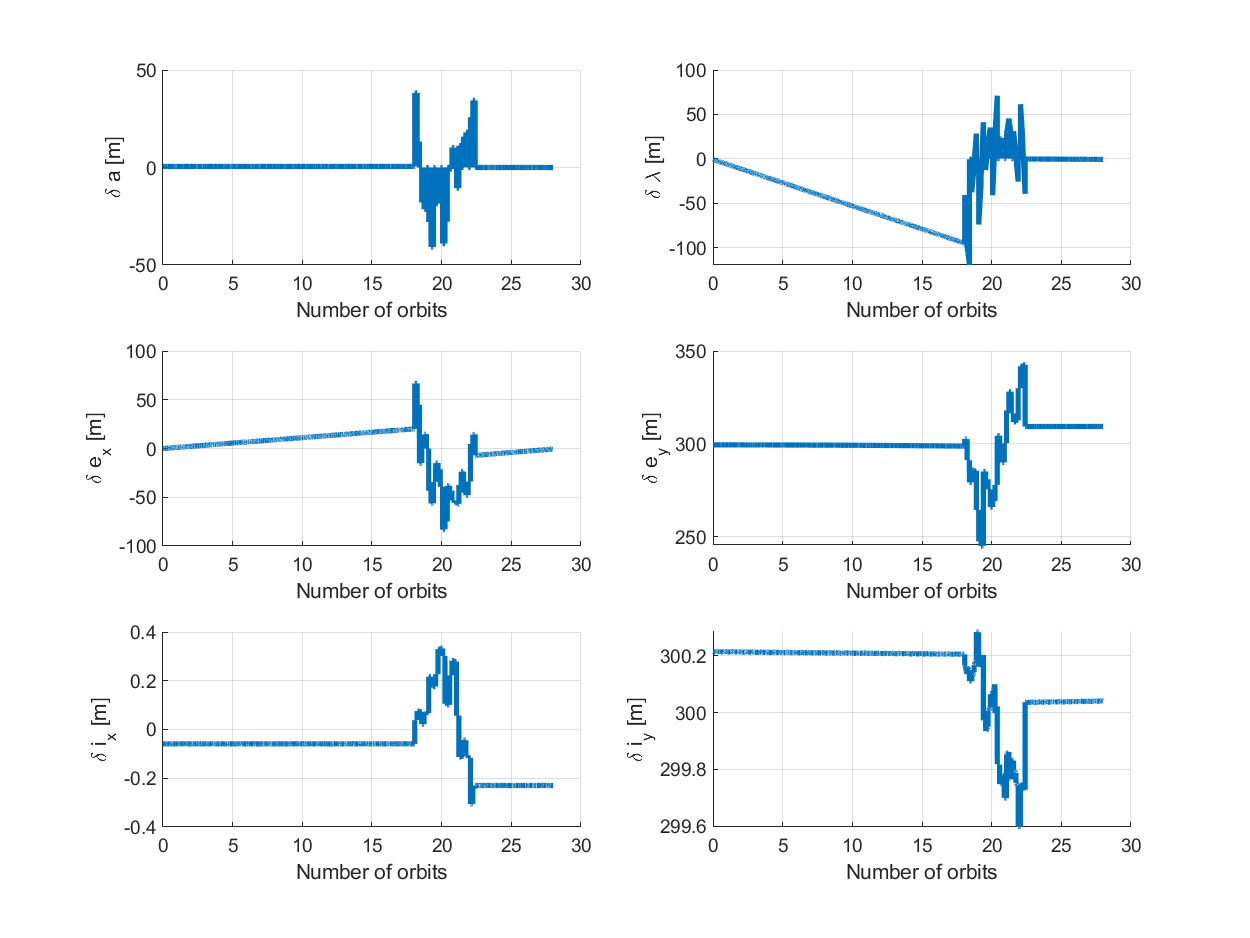 50
0
-50
δ a [m]
0 5 10 15 20 25 30
Number of orbits
100
50
0
-50
-100
δ λ [m]
0 5 10 15 20 25 30
Number of orbits
100
50
0
-50
-100
δ e_x [m]
0 5 10 15 20 25 30
Number of orbits
350
300
250
δ e_y [m]
0 5 10 15 20 25 30
Number of orbits
0.4
0.2
0
-0.2
-0.4
δ i_x [m]
0 5 10 15 20 25 30
Number of orbits
300.2
300
299.8
299.6
δ i_y [m]
0 5 10 15 20 25 30
Number of orbits